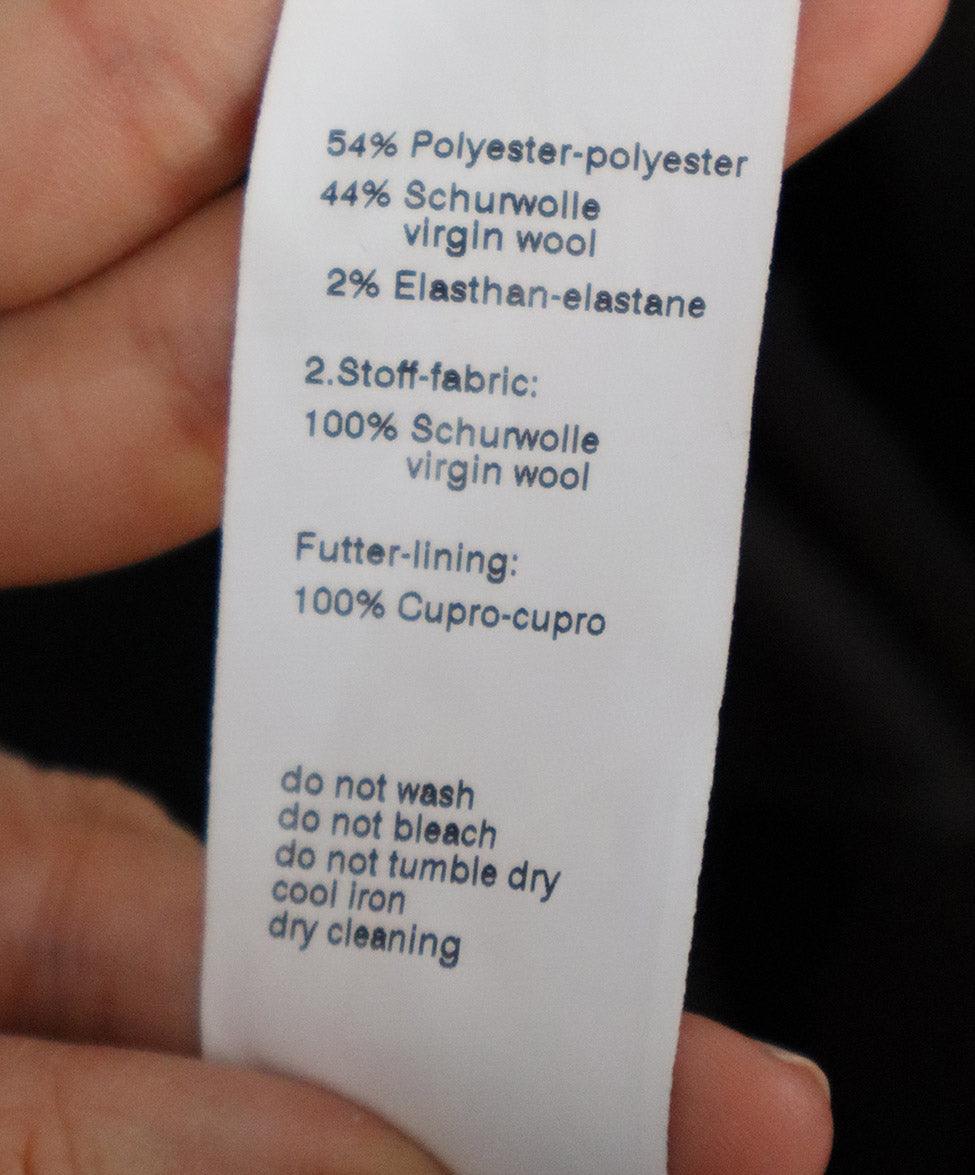 54% Polyester-polyester
44% Schurwolle
virgin wool
2% Elasthan-elastane
2.Stoff-fabric:
100% Schurwolle
virgin wool
Futter-lining:
100% Cupro-cupro
do not wash
do not bleach
do not tumble dry
cool iron
dry cleaning